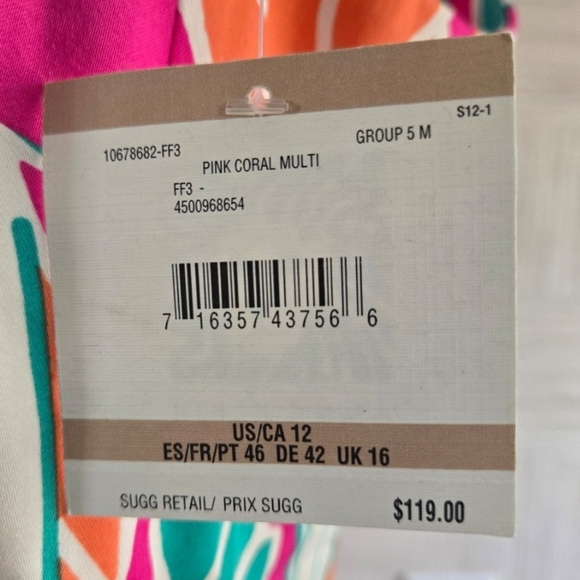 S12-1
10678682-FF3 GROUP 5 M
PINK CORAL MULTI
FF3 -
4500968654
7 16357 43756 6
US/CA 12
ES/FR/PT 46 DE 42 UK 16
SUGG RETAIL/ PRIX SUGG $119.00